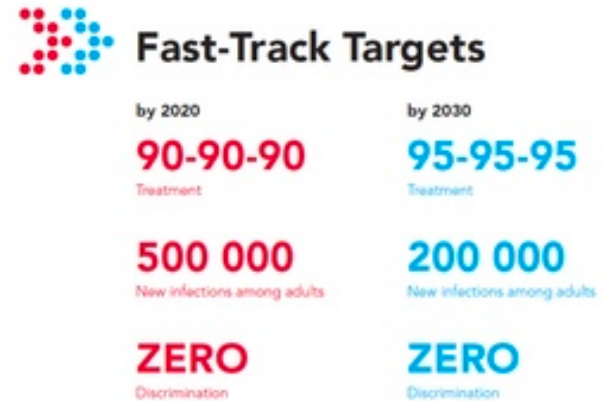 Fast-Track Targets
by 2020
90-90-90
Treatment
500 000
New infections among adults
ZERO
Discrimination
by 2030
95-95-95
Treatment
200 000
New infections among adults
ZERO
Discrimination